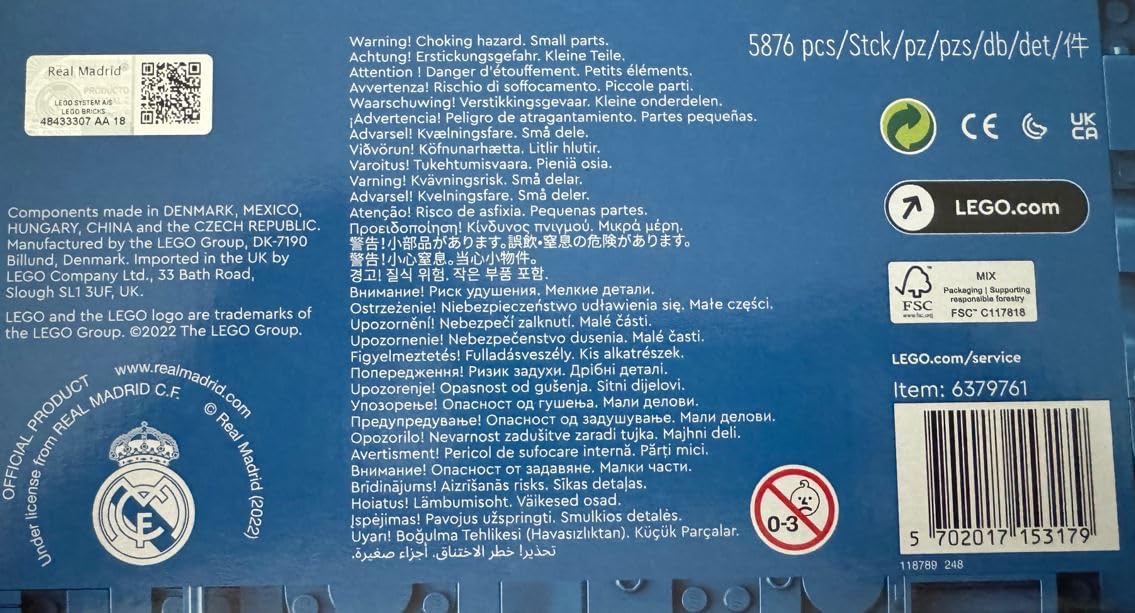 Real Madrid®
PRODUCTO
LEGO SYSTEM A/S
LEGO BRICKS
48433307 AA 18
Components made in DENMARK, MEXICO,
HUNGARY, CHINA and the CZECH REPUBLIC.
Manufactured by the LEGO Group, DK-7190
Billund, Denmark. Imported in the UK by
LEGO Company Ltd., 33 Bath Road,
Slough SL1 3UF, UK.
LEGO and the LEGO logo are trademarks of
the LEGO Group. ©2022 The LEGO Group.
OFFICIAL PRODUCT www.realmadrid.com
Under license from REAL MADRID C.F. © Real Madrid (2022)
Warning! Choking hazard. Small parts.
Achtung! Erstickungsgefahr. Kleine Teile.
Attention ! Danger d'étouffement. Petits éléments.
Avvertenza! Rischio di soffocamento. Piccole parti.
Waarschuwing! Verstikkingsgevaar. Kleine onderdelen.
¡Advertencia! Peligro de atragantamiento. Partes pequeñas.
Advarsel! Kvælningsfare. Små dele.
Viðvörun! Köfnunarhætta. Litlir hlutir.
Varoitus! Tukehtumisvaara. Pieniä osia.
Varning! Kvävningsrisk. Små delar.
Advarsel! Kvelningsfare. Små deler.
Atenção! Risco de asfixia. Pequenas partes.
Προειδοποίηση! Κίνδυνος πνιγμού. Μικρά μέρη.
警告!小部品があります。誤飲•窒息の危険があります。
警告!小心窒息。当心小物件。
경고! 질식 위험. 작은 부품 포함.
Внимание! Риск удушения. Мелкие детали.
Ostrzeżenie! Niebezpieczeństwo udławienia się. Małe części.
Upozornění! Nebezpečí zalknutí. Malé části.
Upozornenie! Nebezpečenstvo dusenia. Malé časti.
Figyelmeztetés! Fulladásveszély. Kis alkatrészek.
Попередження! Ризик задухи. Дрібні деталі.
Upozorenje! Opasnost od gušenja. Sitni dijelovi.
Упозорење! Опасност од гушења. Мали делови.
Предупредување! Опасност од задушување. Мали делови.
Opozorilo! Nevarnost zadušitve zaradi tujka. Majhni deli.
Avertisment! Pericol de sufocare internă. Părți mici.
Внимание! Опасност от задавяне. Малки части.
Brīdinājums! Aizrīšanās risks. Sīkas detaļas.
Hoiatus! Lämbumisoht. Väikesed osad.
Įspėjimas! Pavojus užspringti. Smulkios detalės.
Uyarı! Boğulma Tehlikesi (Havasızlıktan). Küçük Parçalar.
تحذير! خطر الاختناق. أجزاء صغيرة.
0-3
5876 pcs/Stck/pz/pzs/db/det/件
CE UK
CA
LEGO.com
FSC
www.fsc.org
MIX
Packaging | Supporting
responsible forestry
FSC™ C117818
LEGO.com/service
Item: 6379761
5 702017 153179
118789 248